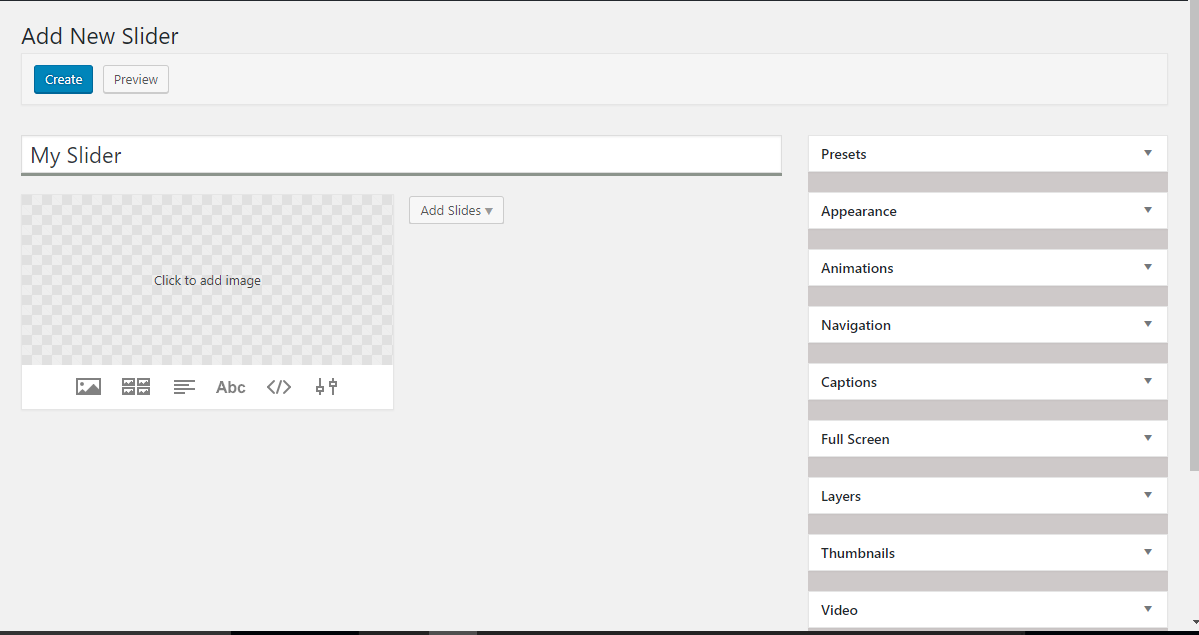 Add New Slider
Create Preview
My Slider
Add Slides
Click to add image
Abc
Presets
Appearance
Animations
Navigation
Captions
Full Screen
Layers
Thumbnails
Video